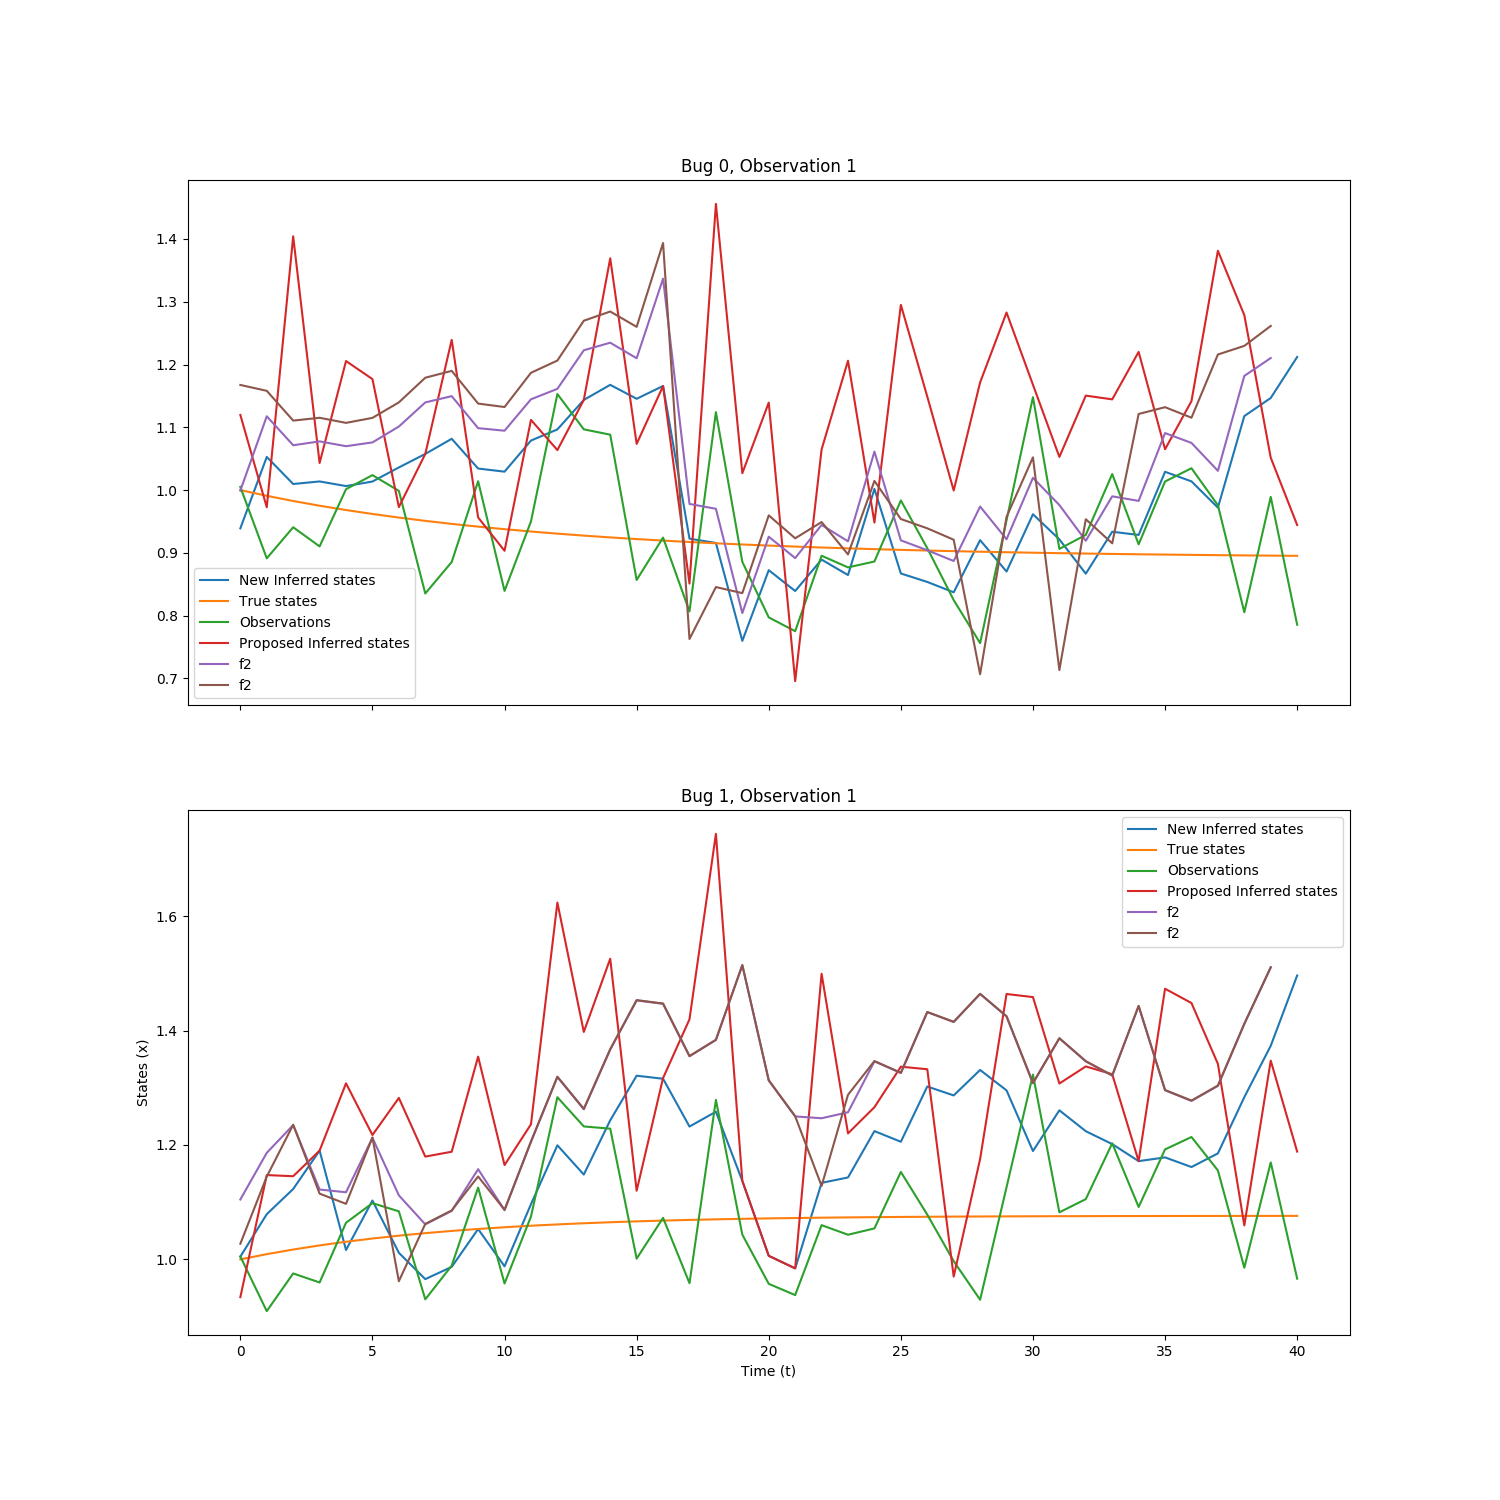 Bug 0, Observation 1
1.4
1.3
1.2
1.1
1.0
0.9
0.8
0.7
New Inferred states
True states
Observations
Proposed Inferred states
f2
f2
Bug 1, Observation 1
States (x)
1.6
1.4
1.2
1.0
New Inferred states
True states
Observations
Proposed Inferred states
f2
f2
0 5 10 15 20 25 30 35 40
Time (t)